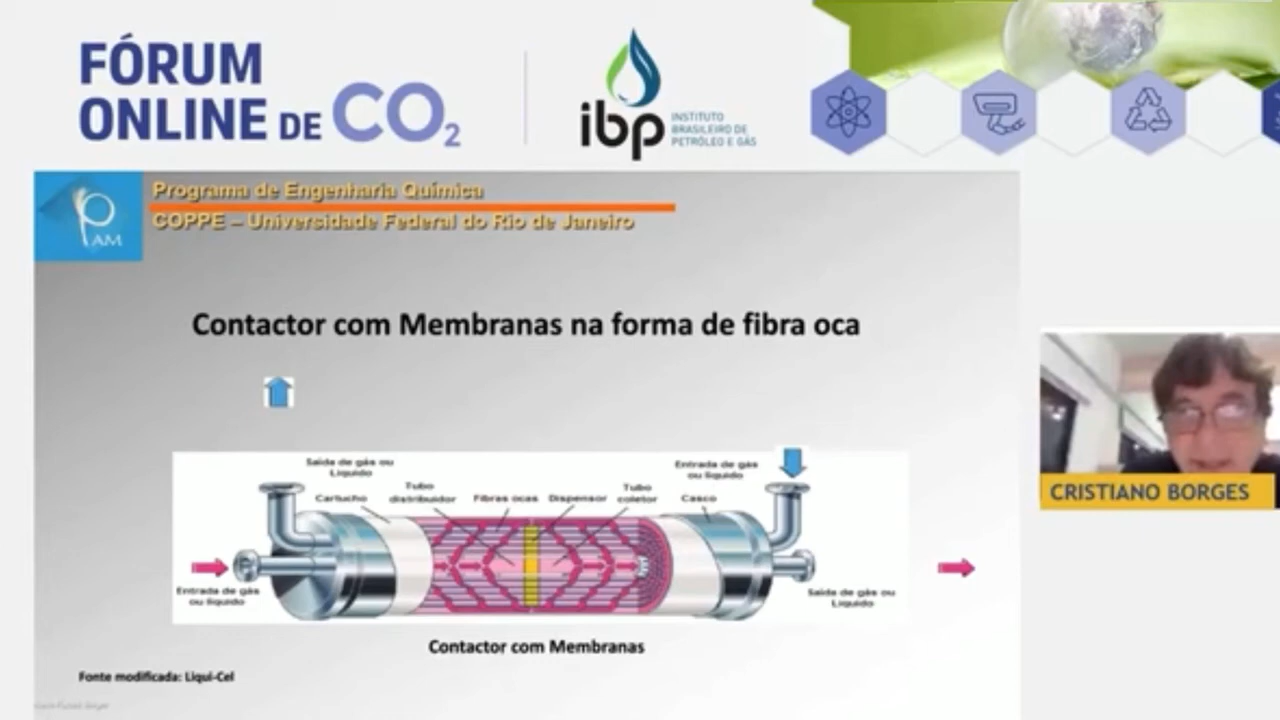 FÓRUM
ONLINE DE CO2
ibp
INSTITUTO
BRASILEIRO DE
PETRÓLEO E GÁS
PAM
Programa de Engenharia Química
COPPE – Universidade Federal do Rio de Janeiro
Contactor com Membranas na forma de fibra oca
Saída de gás ou
Líquido
Entrada de gás
ou líquido
Cartucho
Tubo
distribuidor
Fibras ocas
Dispensor
Tubo
coletor
Casco
Entrada de gás
ou líquido
Saída de gás ou
Líquido
Contactor com Membranas
Fonte modificada: Liqui-Cel
CRISTIANO BORGES